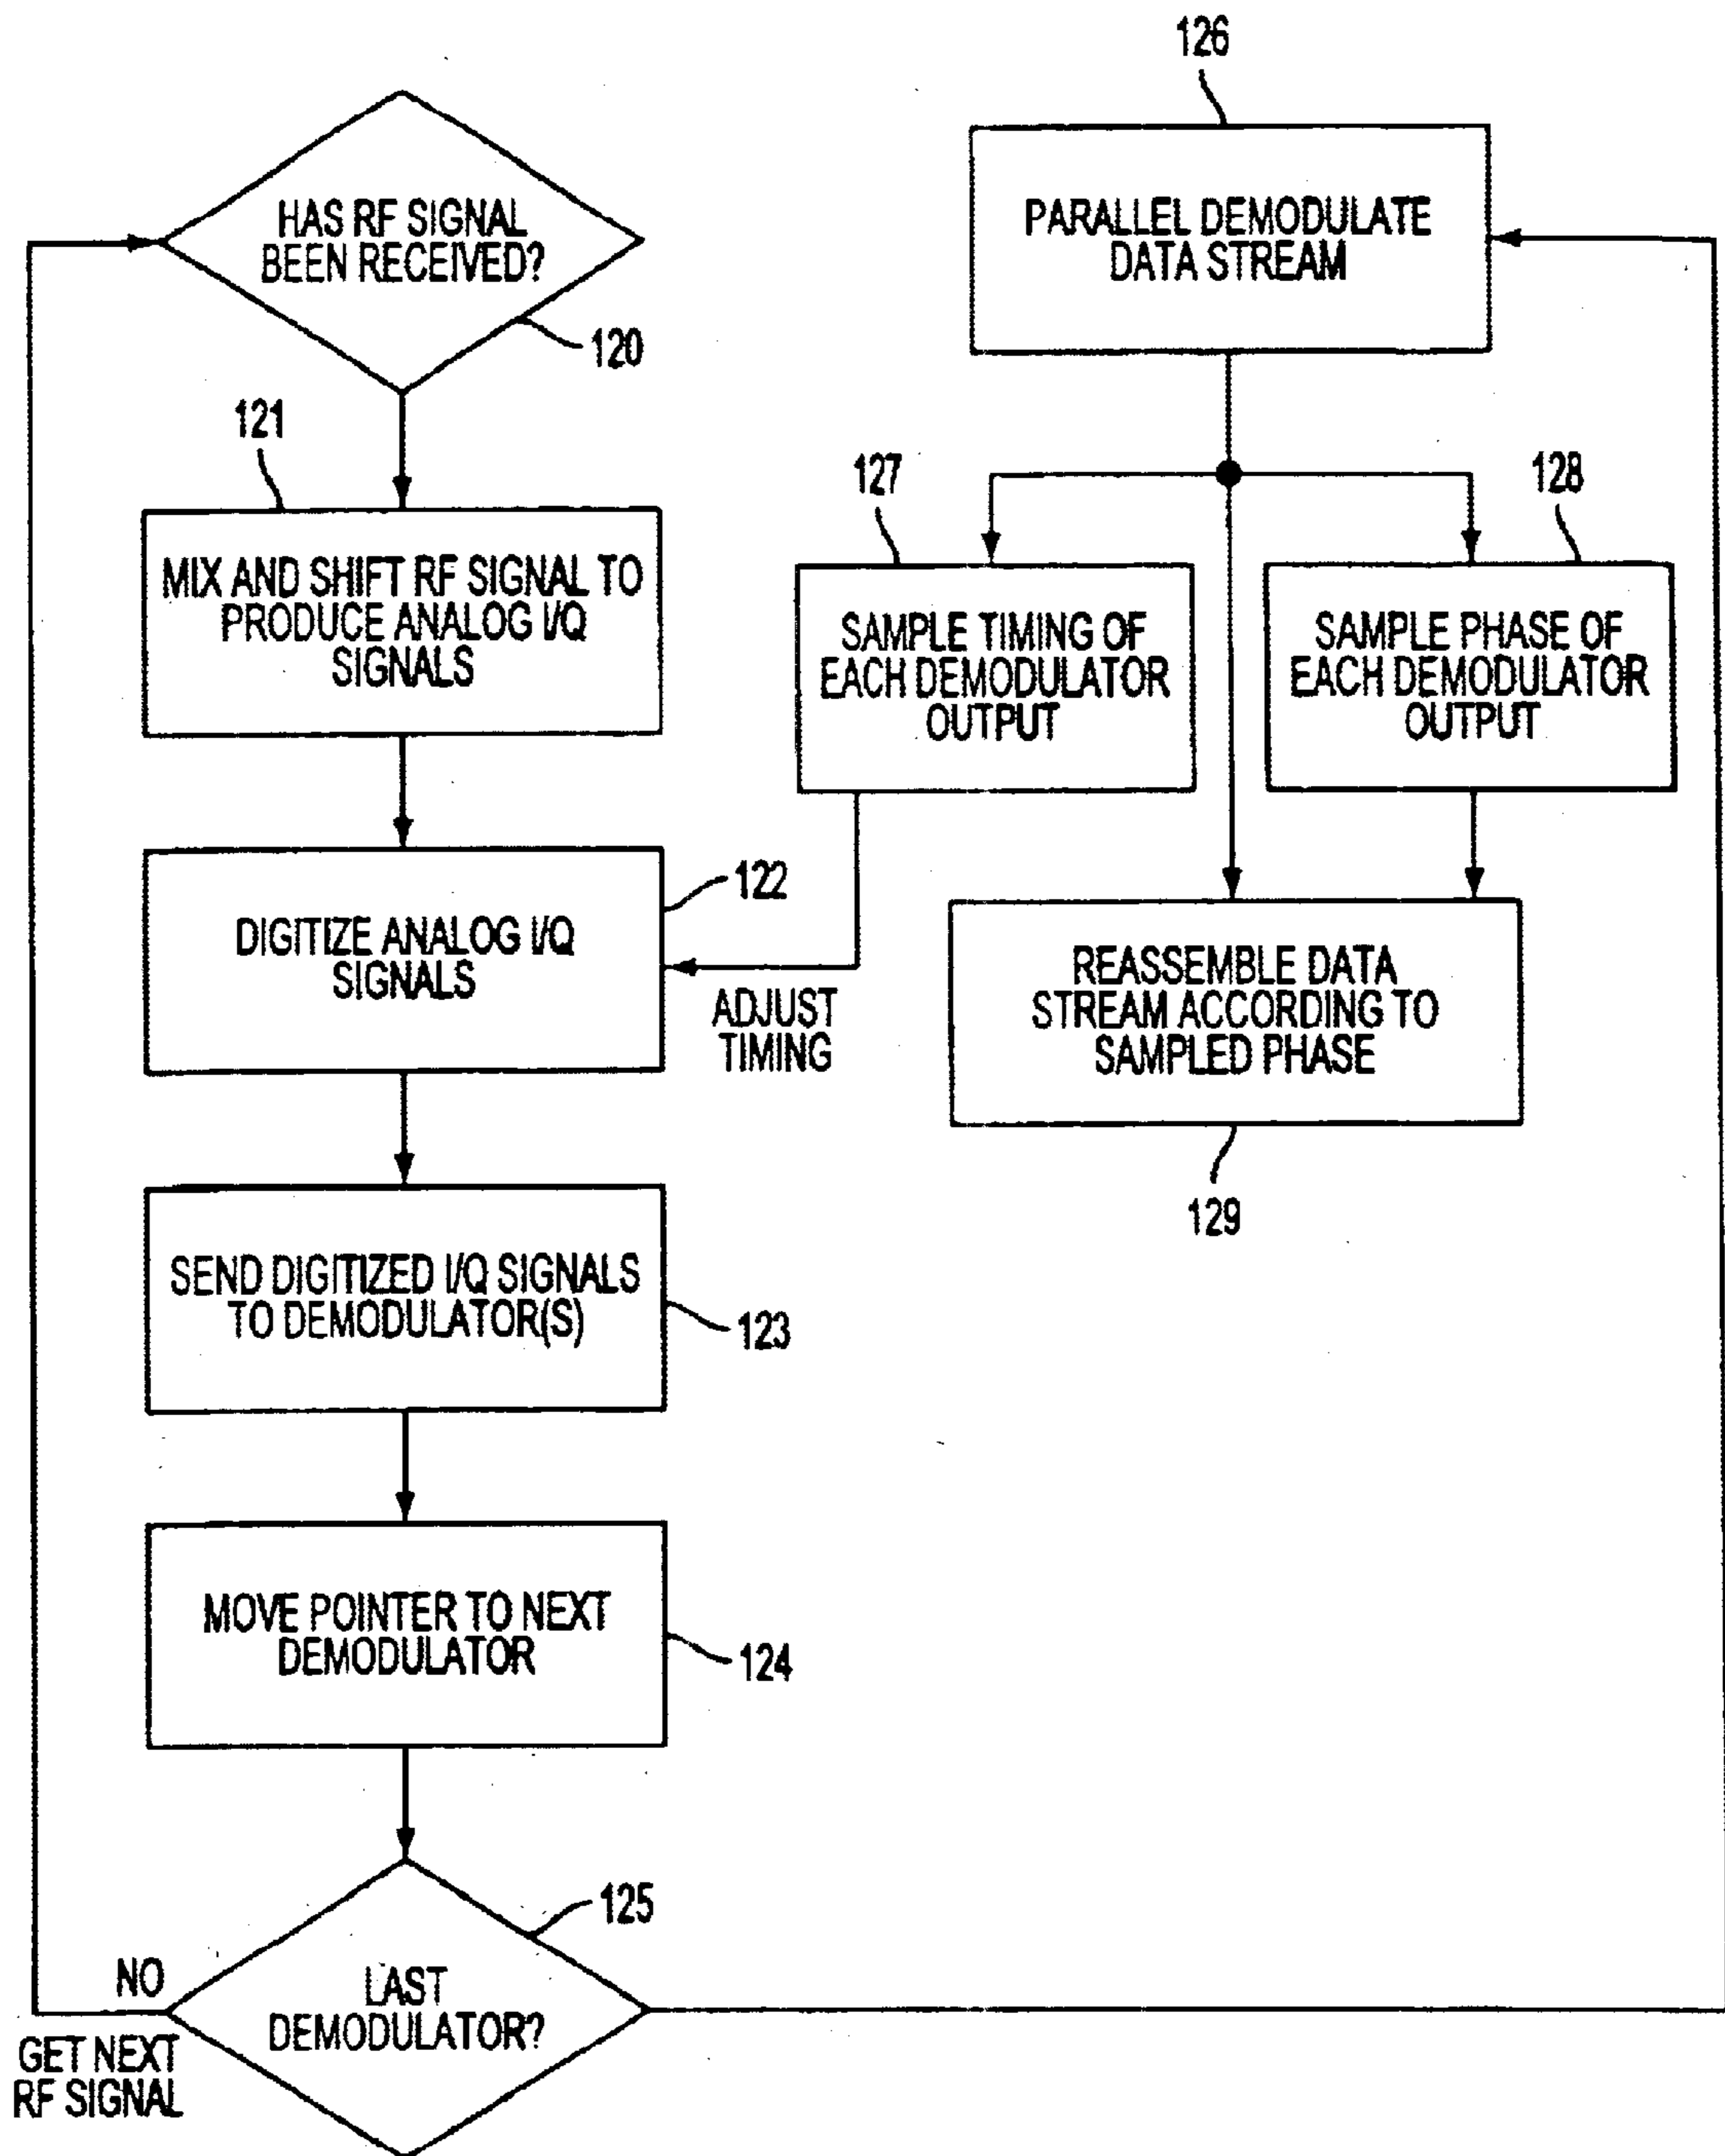 HAS RF SIGNAL
BEEN RECEIVED?
120
121
MIX AND SHIFT RF SIGNAL TO
PRODUCE ANALOG I/Q
SIGNALS
122
DIGITIZE ANALOG I/Q
SIGNALS
ADJUST
TIMING
SEND DIGITIZED I/Q SIGNALS
TO DEMODULATOR(S)
123
MOVE POINTER TO NEXT
DEMODULATOR
124
125
LAST
DEMODULATOR?
NO
GET NEXT
RF SIGNAL
126
PARALLEL DEMODULATE
DATA STREAM
127
SAMPLE TIMING OF
EACH DEMODULATOR
OUTPUT
128
SAMPLE PHASE OF
EACH DEMODULATOR
OUTPUT
REASSEMBLE DATA
STREAM ACCORDING TO
SAMPLED PHASE
129